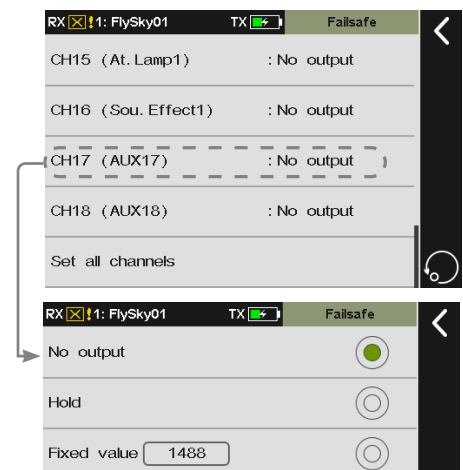 RX !1: FlySky01 TX Failsafe
CH15 (At. Lamp1) : No output
CH16 (Sou. Effect1) : No output
CH17 (AUX17) : No output
CH18 (AUX18) : No output
Set all channels
RX !1: FlySky01 TX Failsafe
No output
Hold
Fixed value 1488